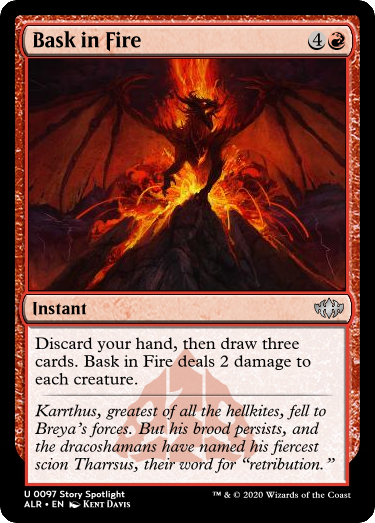 Bask in Fire 4
Instant
Discard your hand, then draw three
cards. Bask in Fire deals 2 damage to
each creature.
Karrthus, greatest of all the hellkites, fell to
Breya's forces. But his brood persists, and
the dracoshamans have named his fiercest
scion Tharrsus, their word for “retribution.”
U 0097 Story Spotlight
ALR • EN Kent Davis
™ & © 2020 Wizards of the Coast